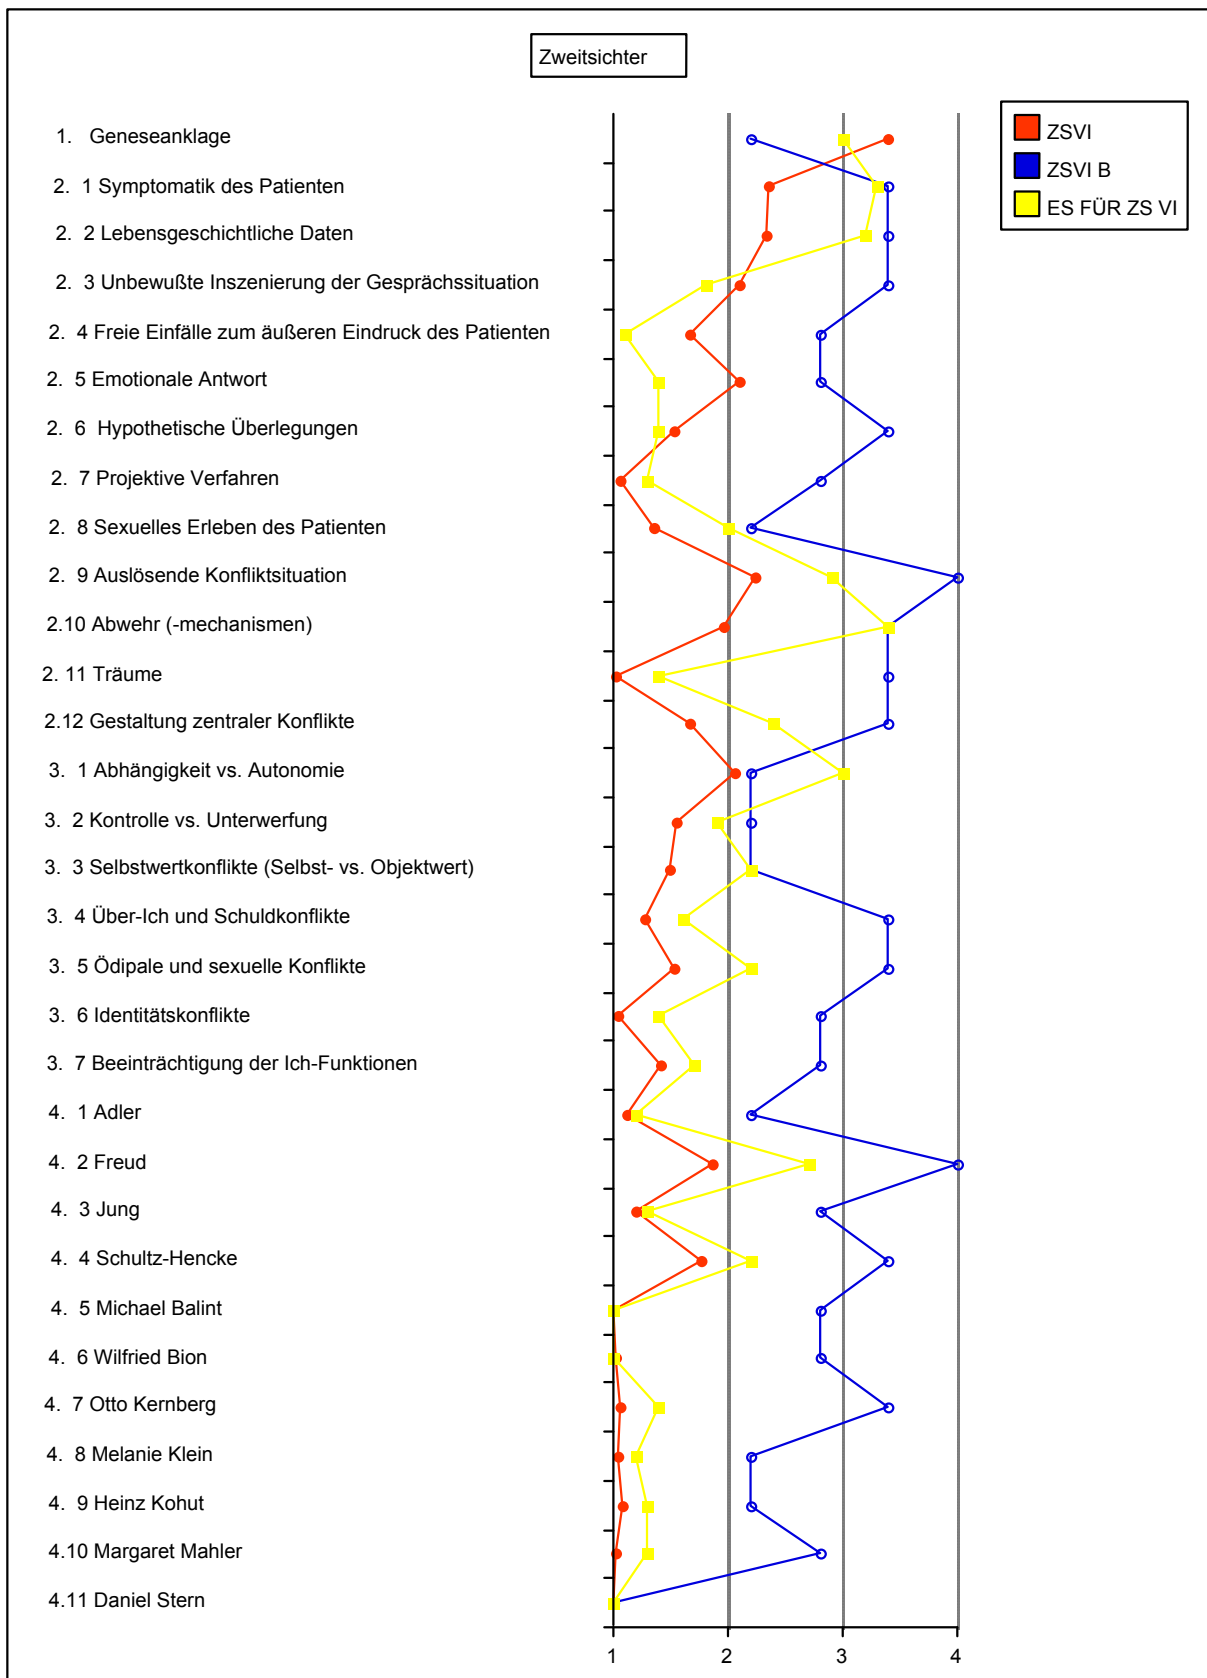 Zweitsichter
ZSVI
ZSVI B
ES FÜR ZS VI
1. Geneseanklage
2. 1 Symptomatik des Patienten
2. 2 Lebensgeschichtliche Daten
2. 3 Unbewußte Inszenierung der Gesprächssituation
2. 4 Freie Einfälle zum äußeren Eindruck des Patienten
2. 5 Emotionale Antwort
2. 6 Hypothetische Überlegungen
2. 7 Projektive Verfahren
2. 8 Sexuelles Erleben des Patienten
2. 9 Auslösende Konfliktsituation
2.10 Abwehr (-mechanismen)
2. 11 Träume
2.12 Gestaltung zentraler Konflikte
3. 1 Abhängigkeit vs. Autonomie
3. 2 Kontrolle vs. Unterwerfung
3. 3 Selbstwertkonflikte (Selbst- vs. Objektwert)
3. 4 Über-Ich und Schuldkonflikte
3. 5 Ödipale und sexuelle Konflikte
3. 6 Identitätskonflikte
3. 7 Beeinträchtigung der Ich-Funktionen
4. 1 Adler
4. 2 Freud
4. 3 Jung
4. 4 Schultz-Hencke
4. 5 Michael Balint
4. 6 Wilfried Bion
4. 7 Otto Kernberg
4. 8 Melanie Klein
4. 9 Heinz Kohut
4.10 Margaret Mahler
4.11 Daniel Stern
1 2 3 4